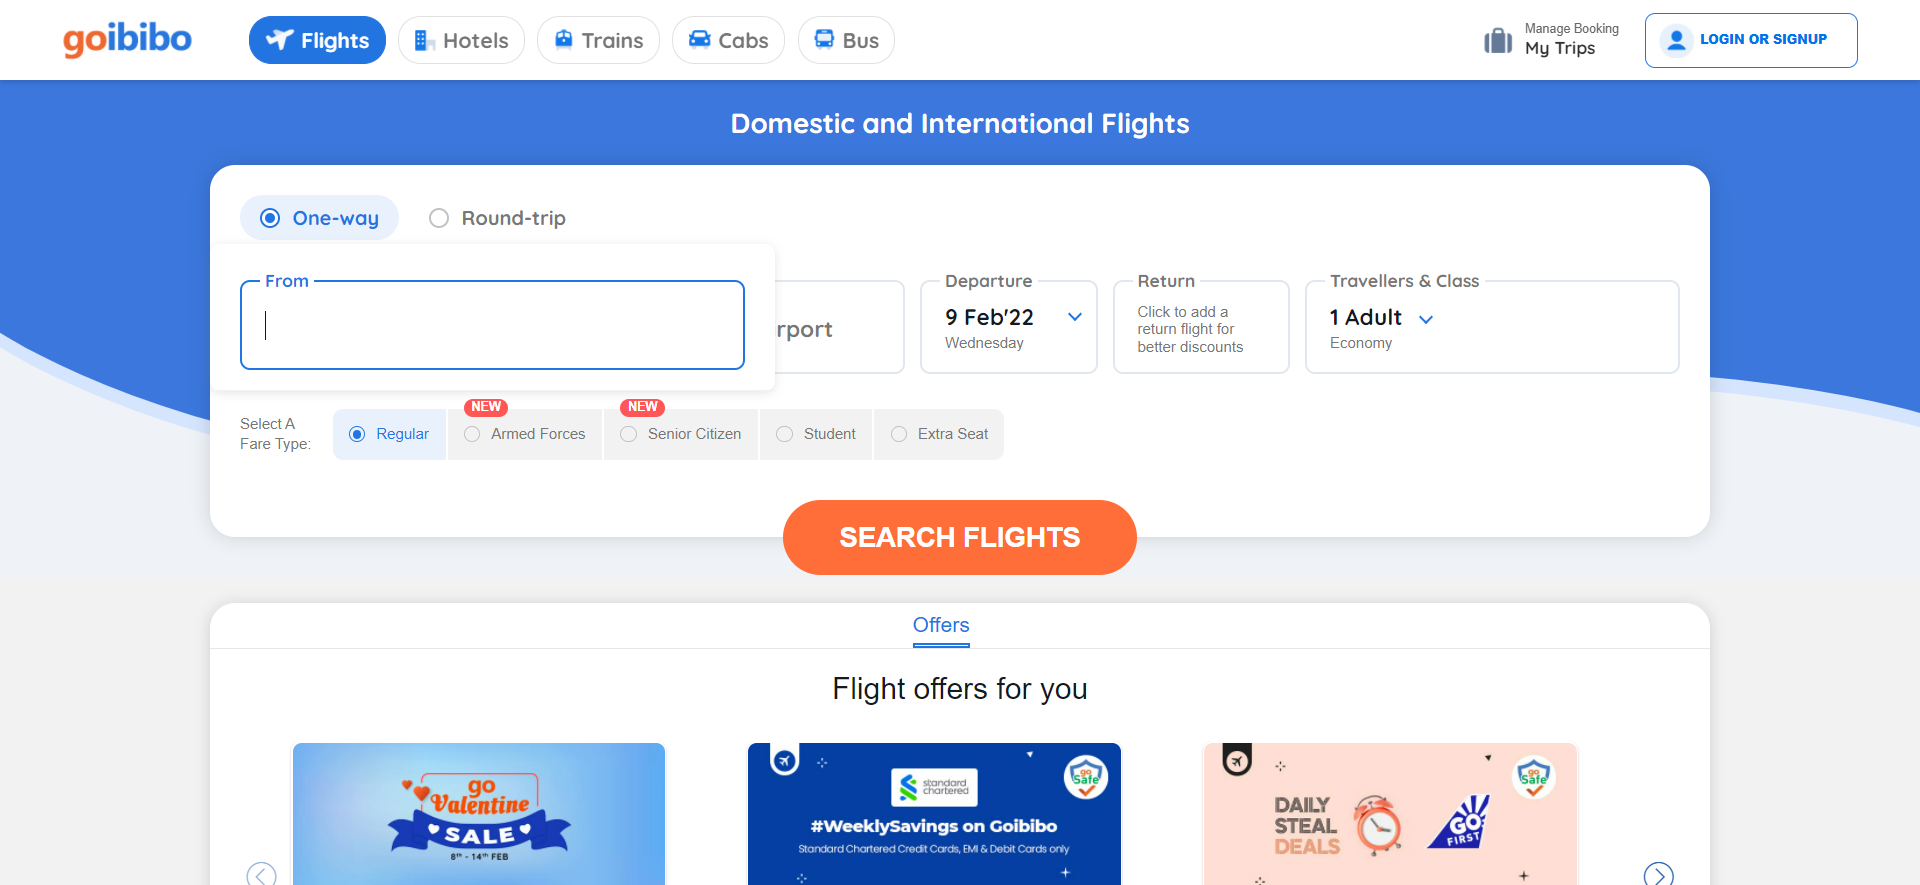 goibibo
Flights
Hotels
Trains
Cabs
Bus
Manage Booking
My Trips
LOGIN OR SIGNUP
Domestic and International Flights
One-way
Round-trip
From
rport
Departure
9 Feb'22
Wednesday
Return
Click to add a
return flight for
better discounts
Travellers & Class
1 Adult
Economy
Select A
Fare Type:
Regular
NEW
Armed Forces
NEW
Senior Citizen
Student
Extra Seat
SEARCH FLIGHTS
Offers
Flight offers for you
go
Valentine
SALE
8th - 14th FEB
standard
chartered
go
Safe
#WeeklySavings on Goibibo
Standard Chartered Credit Cards, EMI & Debit Cards only
DAILY
STEAL
DEALS
GO
FIRST
go
Safe